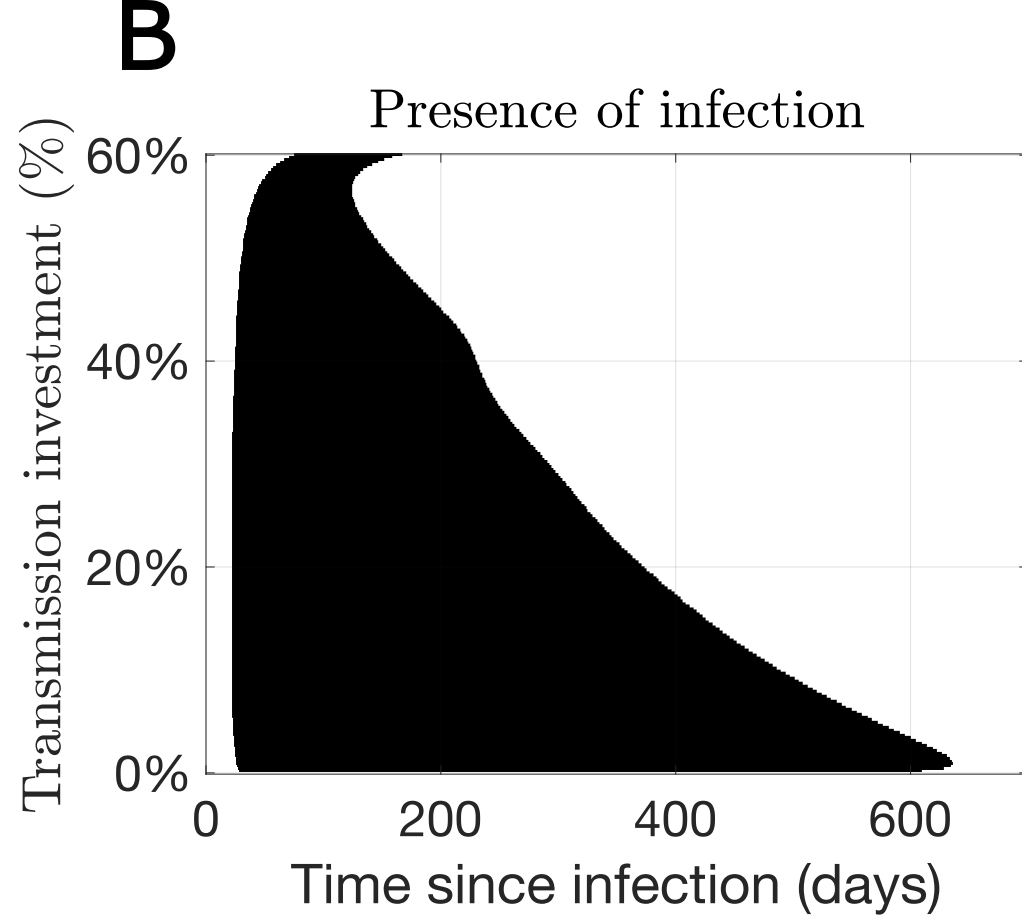 B
Presence of infection
Transmission investment (%)
60%
40%
20%
0%
0 200 400 600
Time since infection (days)